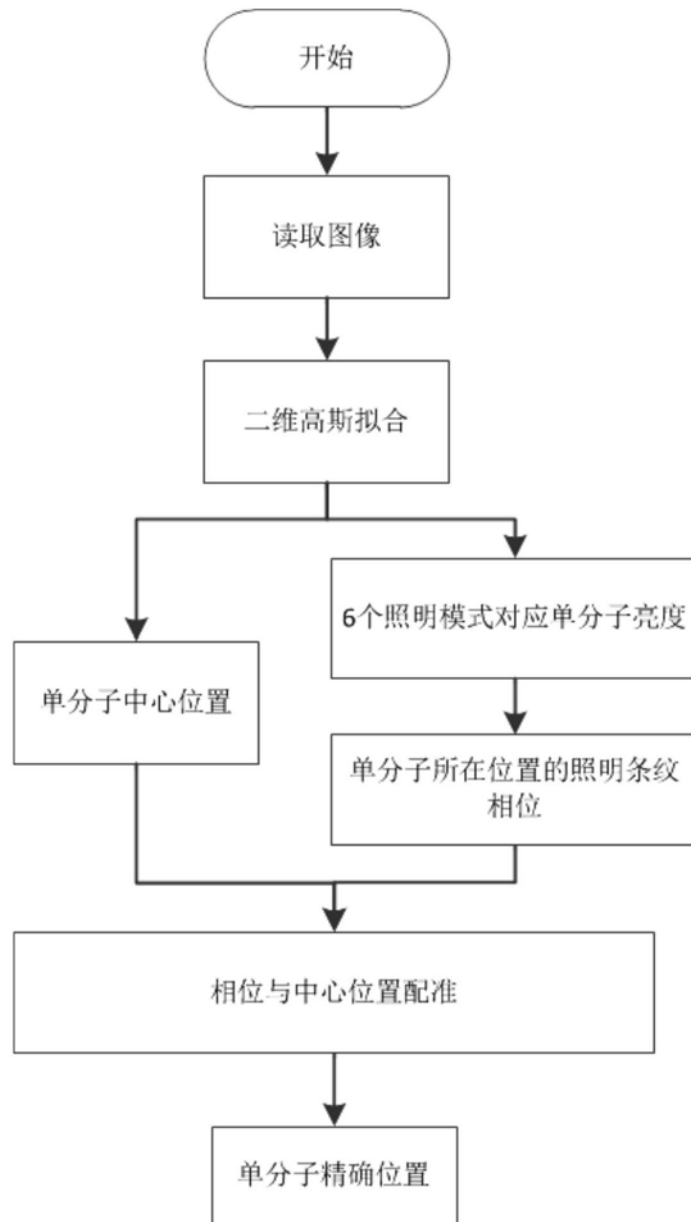 开始
读取图像
二维高斯拟合
6个照明模式对应单分子亮度
单分子中心位置
单分子所在位置的照明条纹
相位
相位与中心位置配准
单分子精确位置